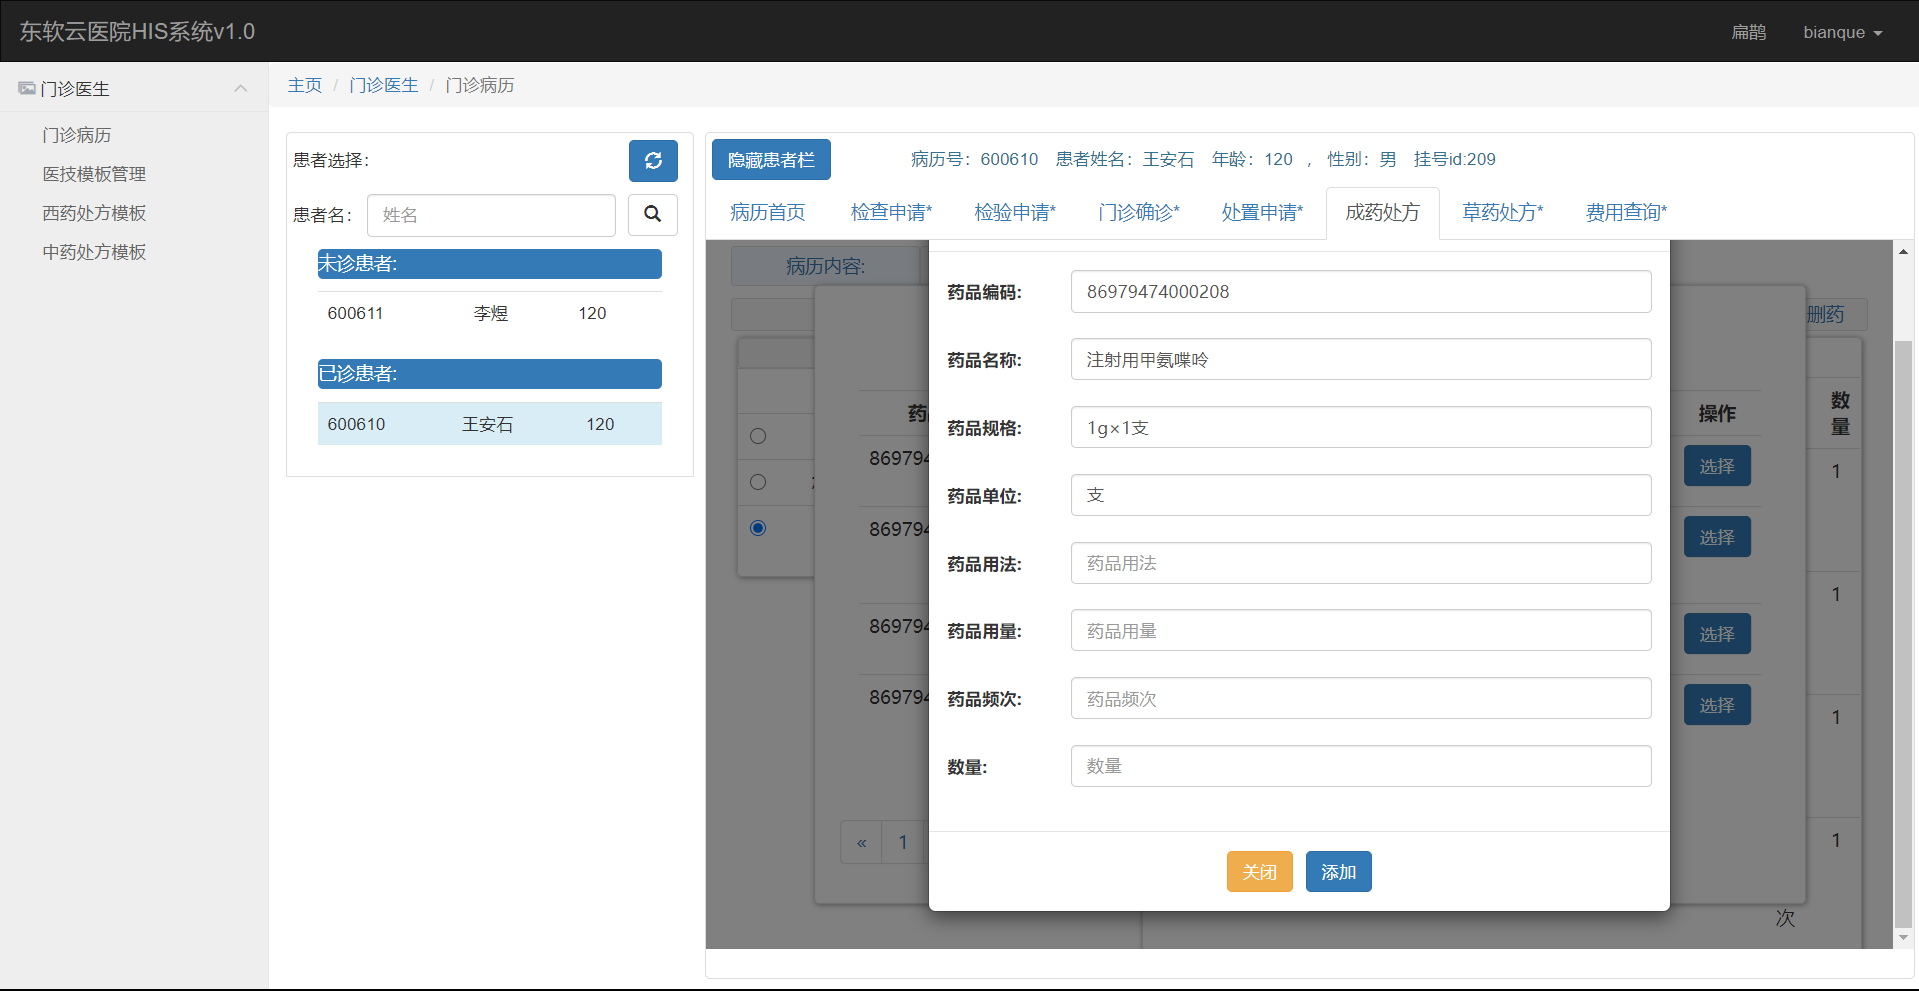 东软云医院HIS系统v1.0
扁鹊 bianque
门诊医生
门诊病历
医技模板管理
西药处方模板
中药处方模板
主页 / 门诊医生 / 门诊病历
患者选择：
患者名： 姓名
未诊患者:
600611 李煜 120
已诊患者:
600610 王安石 120
隐藏患者栏 病历号：600610 患者姓名：王安石 年龄：120 ，性别：男 挂号id:209
病历首页 检查申请* 检验申请* 门诊确诊* 处置申请* 成药处方 草药处方* 费用查询*
病历内容:
删药
药品编码: 86979474000208
药品名称: 注射用甲氨喋呤
药品规格: 1g×1支
药品单位: 支
药品用法: 药品用法
药品用量: 药品用量
药品频次: 药品频次
数量: 数量
关闭 添加
操作
选择
选择
选择
选择
数量
1
1
1
1
次
869794
869794
869794
869794
« 1